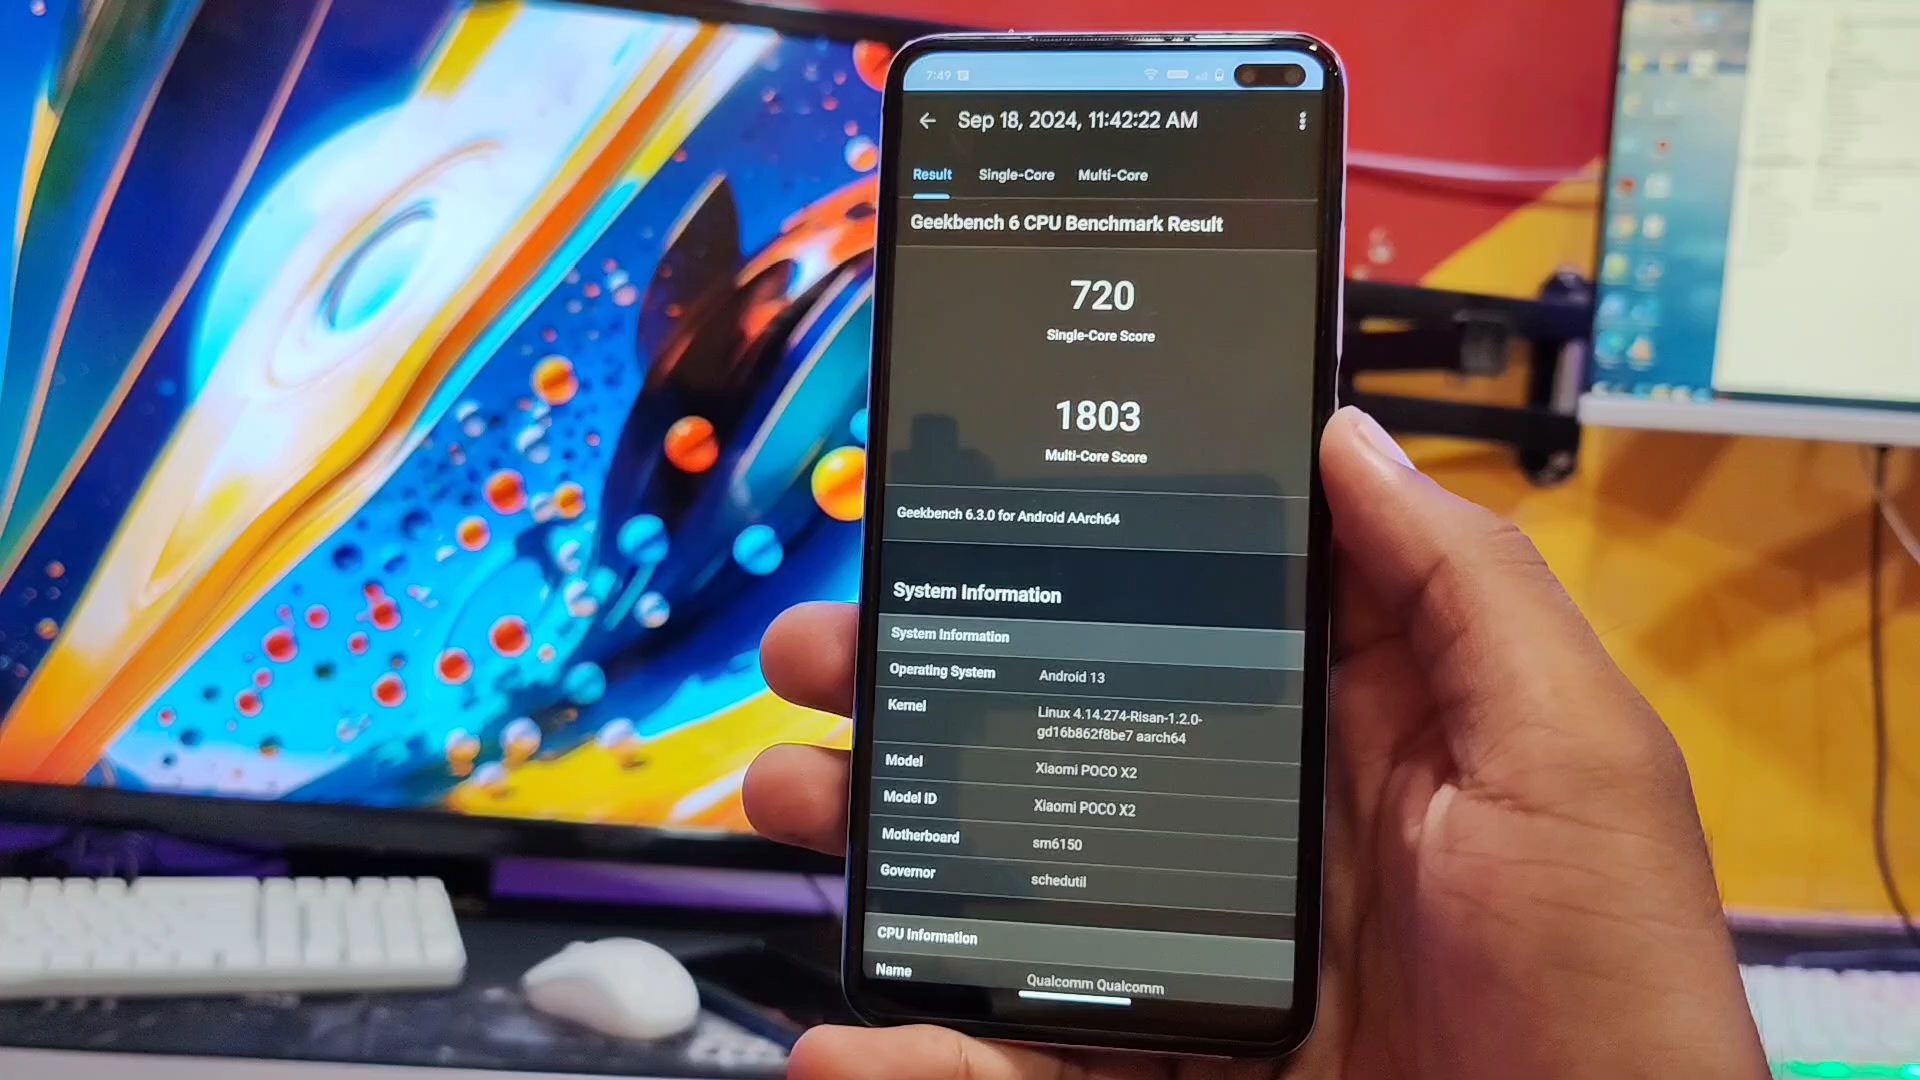 7:49
Sep 18, 2024, 11:42:22 AM
Result Single-Core Multi-Core
Geekbench 6 CPU Benchmark Result
720
Single-Core Score
1803
Multi-Core Score
Geekbench 6.3.0 for Android AArch64
System Information
System Information
Operating System Android 13
Kernel Linux 4.14.274-Risan-1.2.0-
gd16b862f8be7 aarch64
Model Xiaomi POCO X2
Model ID Xiaomi POCO X2
Motherboard sm6150
Governor schedutil
CPU Information
Name Qualcomm Qualcomm